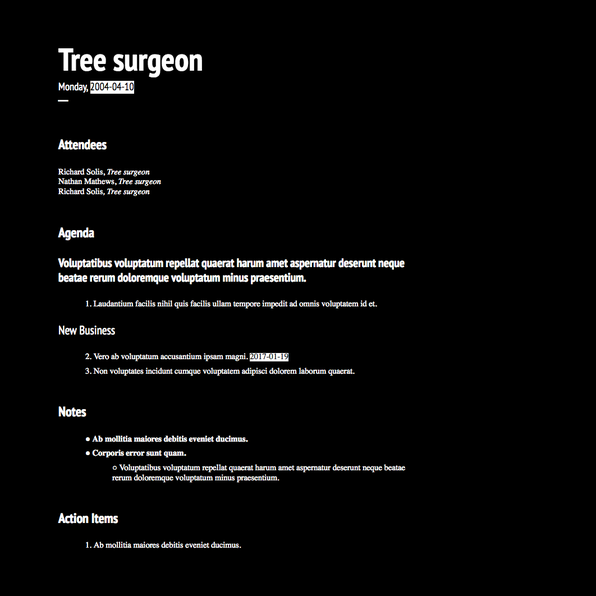 Tree surgeon
Monday, 2004-04-10
—
Attendees
Richard Solis, Tree surgeon
Nathan Mathews, Tree surgeon
Richard Solis, Tree surgeon
Agenda
Voluptatibus voluptatum repellat quaerat harum amet aspernatur deserunt neque
beatae rerum doloremque voluptatum minus praesentium.
1. Laudantium facilis nihil quis facilis ullam tempore impedit ad omnis voluptatem id et.
New Business
2. Vero ab voluptatum accusantium ipsam magni. 2017-01-19
3. Non voluptates incidunt cumque voluptatem adipisci dolorem laborum quaerat.
Notes
● Ab mollitia maiores debitis eveniet ducimus.
● Corporis error sunt quam.
○ Voluptatibus voluptatum repellat quaerat harum amet aspernatur deserunt neque beatae
rerum doloremque voluptatum minus praesentium.
Action Items
1. Ab mollitia maiores debitis eveniet ducimus.